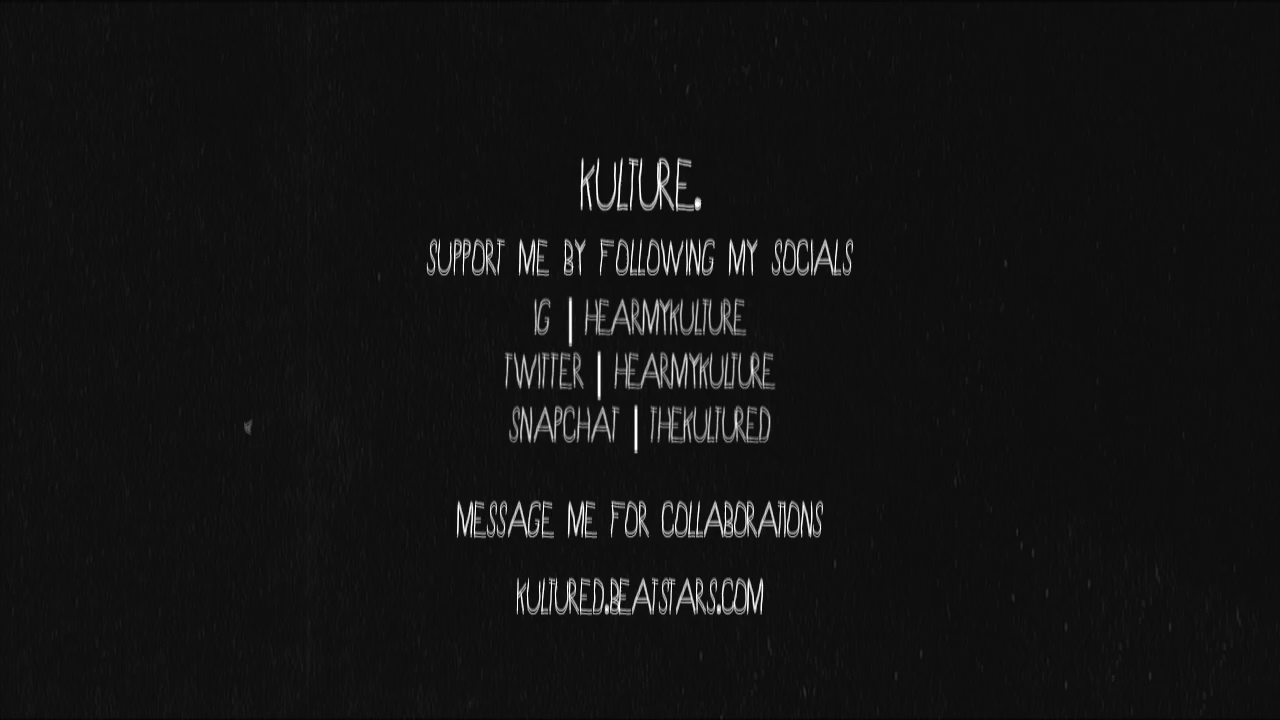 KULTURE.
SUPPORT ME BY FOLLOWING MY SOCIALS
IG | HEARMYKULTURE
TWITTER | HEARMYKULTURE
SNAPCHAT | THEKULTURED
MESSAGE ME FOR COLLABORATIONS
KULTURED.BEATSTARS.COM